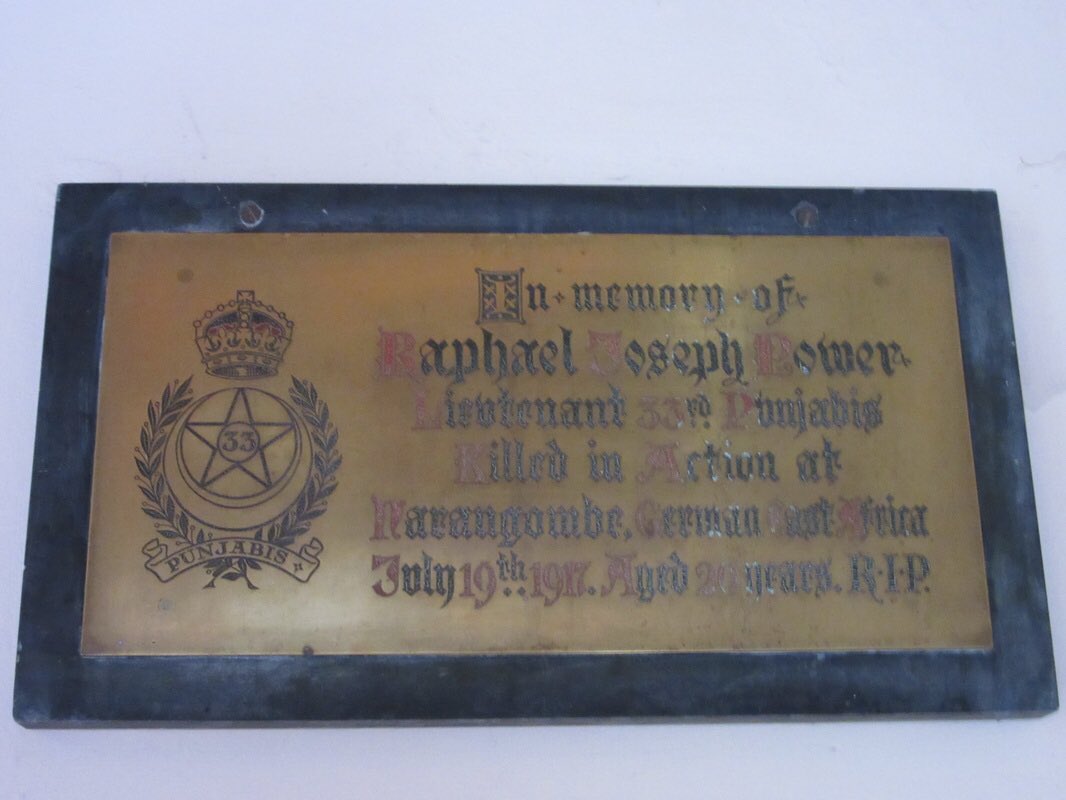 33
PUNJABIS
In memory of
Raphael Joseph Power
Lieutenant 33rd Punjabis
Killed in Action at
Narangombe, German East Africa
July 19th 1917. Aged 20 years. R·I·P.